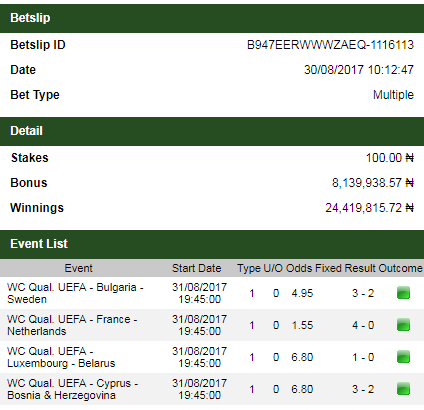 Betslip
Betslip ID B947EERWWWZAEQ-1116113
Date 30/08/2017 10:12:47
Bet Type Multiple
Detail
Stakes 100.00 ₦
Bonus 8,139,938.57 ₦
Winnings 24,419,815.72 ₦
Event List
Event Start Date Type U/O Odds Fixed Result Outcome
WC Qual. UEFA - Bulgaria - 31/08/2017
1 0 4.95 3 - 2
Sweden 19:45:00
WC Qual. UEFA - France - 31/08/2017
1 0 1.55 4 - 0
Netherlands 19:45:00
WC Qual. UEFA - 31/08/2017
1 0 6.80 1 - 0
Luxembourg - Belarus 19:45:00
WC Qual. UEFA - Cyprus - 31/08/2017
1 0 6.80 3 - 2
Bosnia & Herzegovina 19:45:00